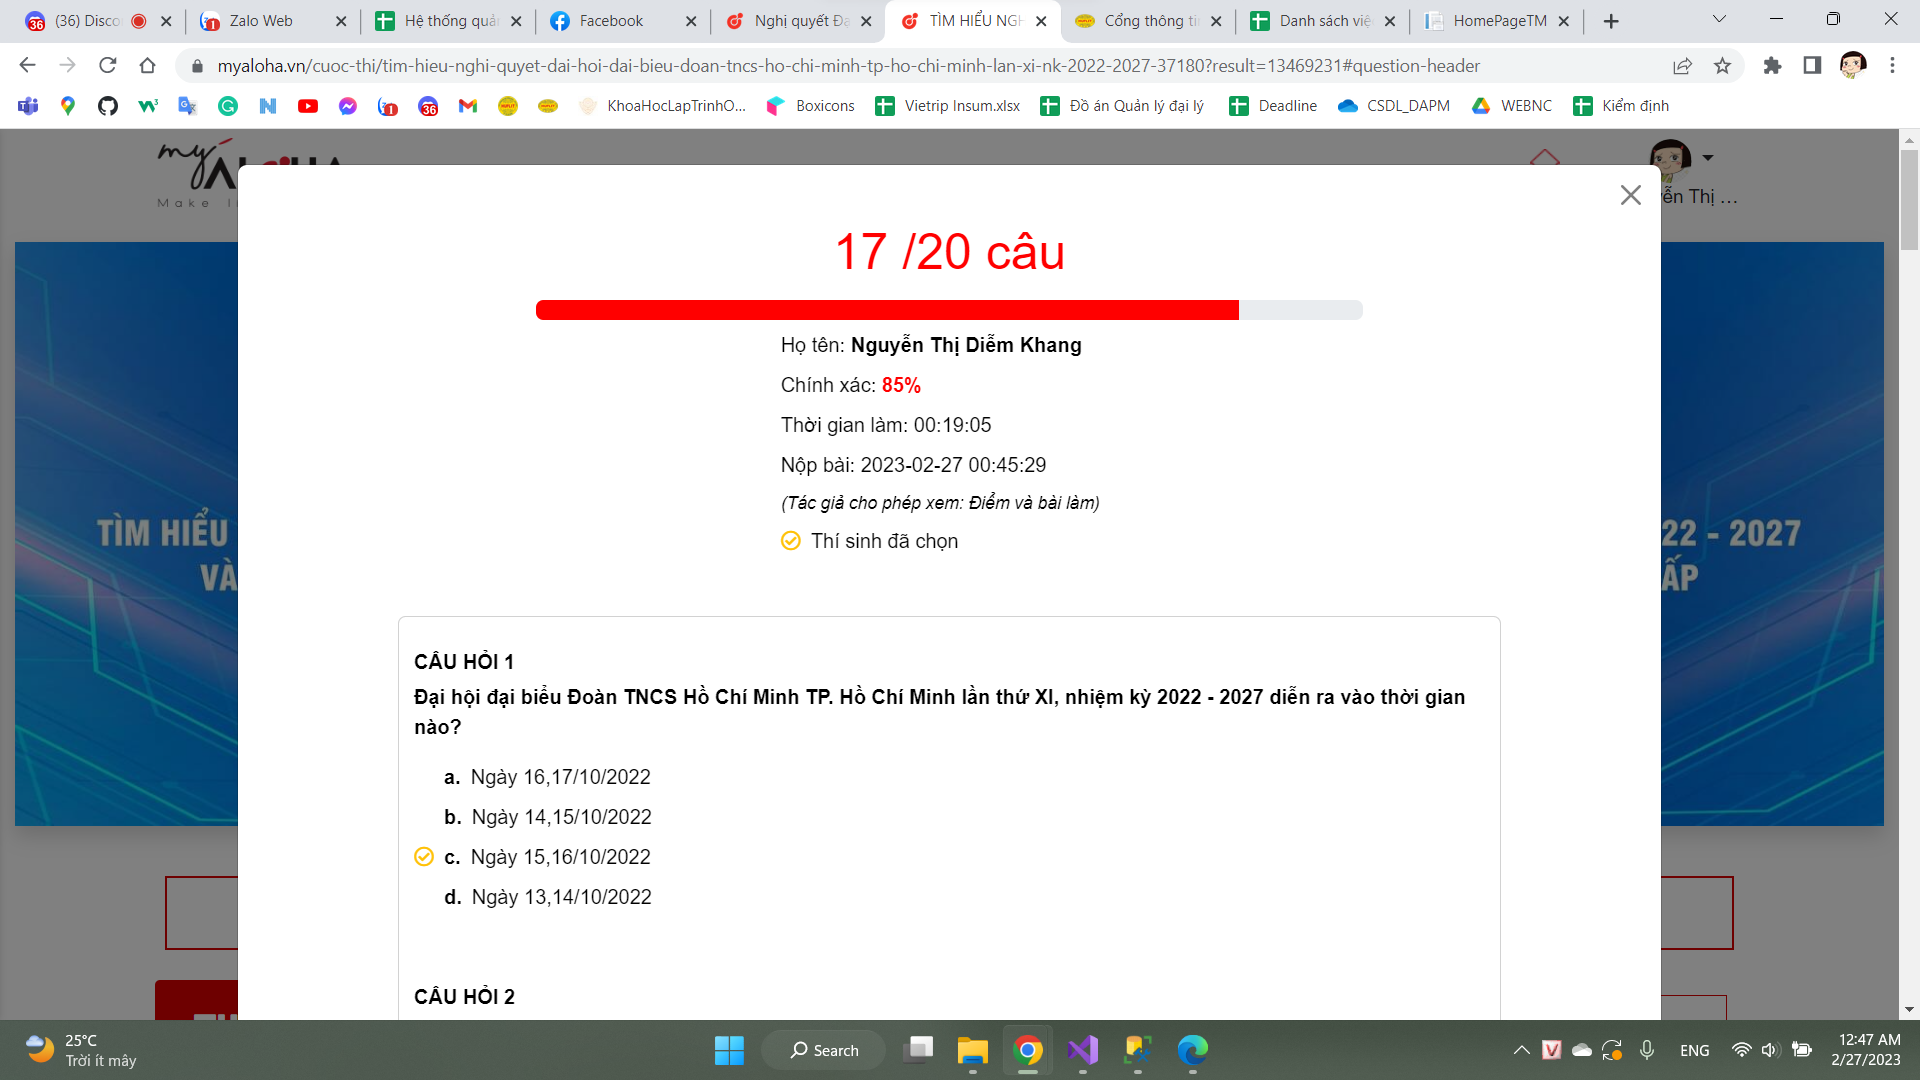 (36) Disco
Zalo Web
Hệ thống quản
Facebook
Nghị quyết Đạ
TÌM HIỂU NGH
Cổng thông tin
Danh sách việc
HomePageTM
myaloha.vn/cuoc-thi/tim-hieu-nghi-quyet-dai-hoi-dai-bieu-doan-tncs-ho-chi-minh-tp-ho-chi-minh-lan-xi-nk-2022-2027-37180?result=13469231#question-header
KhoaHocLapTrinhO...
Boxicons
Vietrip Insum.xlsx
Đồ án Quản lý đại lý
Deadline
CSDL_DAPM
WEBNC
Kiểm định
my
Make I
ễn Thị ...
17 /20 câu
Họ tên: Nguyễn Thị Diễm Khang
Chính xác: 85%
Thời gian làm: 00:19:05
Nộp bài: 2023-02-27 00:45:29
(Tác giả cho phép xem: Điểm và bài làm)
Thí sinh đã chọn
TÌM HIỂU
22 - 2027
VÀ
ẤP
CÂU HỎI 1
Đại hội đại biểu Đoàn TNCS Hồ Chí Minh TP. Hồ Chí Minh lần thứ XI, nhiệm kỳ 2022 - 2027 diễn ra vào thời gian
nào?
a. Ngày 16,17/10/2022
b. Ngày 14,15/10/2022
c. Ngày 15,16/10/2022
d. Ngày 13,14/10/2022
CÂU HỎI 2
25°C
Trời ít mây
Search
ENG
12:47 AM
2/27/2023